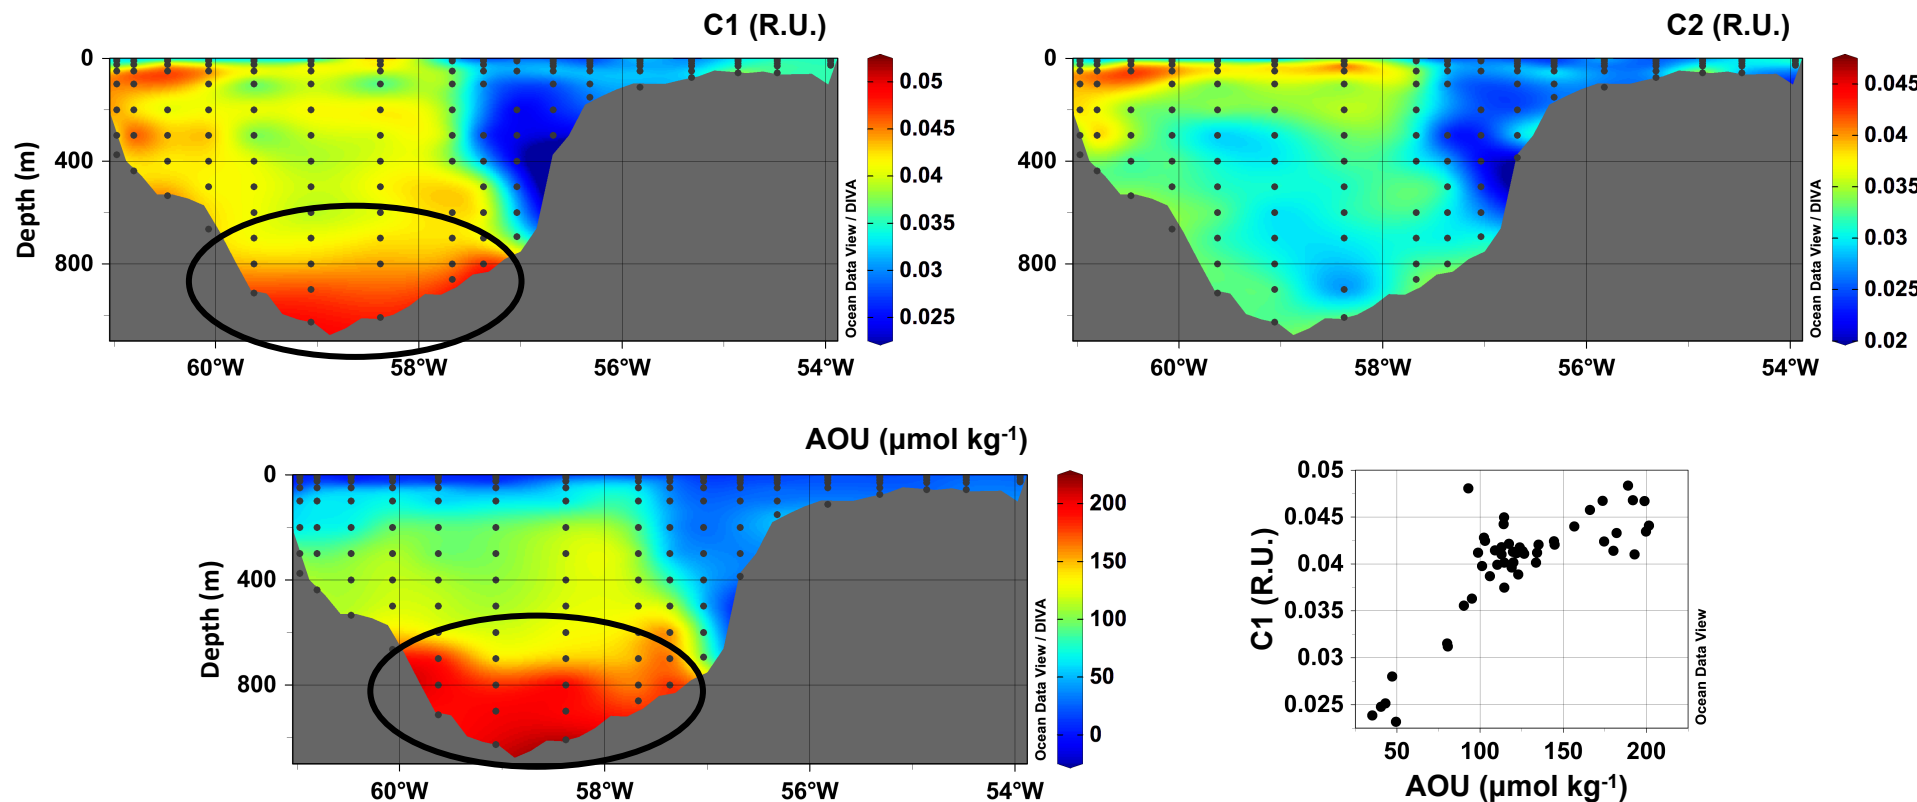 C1 (R.U.)
0
400
800
Depth (m)
60°W
58°W
56°W
54°W
0.05
0.045
0.04
0.035
0.03
0.025
Ocean Data View / DIVA
C2 (R.U.)
0
400
800
60°W
58°W
56°W
54°W
0.045
0.04
0.035
0.03
0.025
0.02
Ocean Data View / DIVA
AOU (µmol kg-1)
0
400
800
Depth (m)
60°W
58°W
56°W
54°W
200
150
100
50
0
Ocean Data View / DIVA
0.05
0.045
0.04
0.035
0.03
0.025
C1 (R.U.)
50
100
150
200
AOU (µmol kg-1)
Ocean Data View